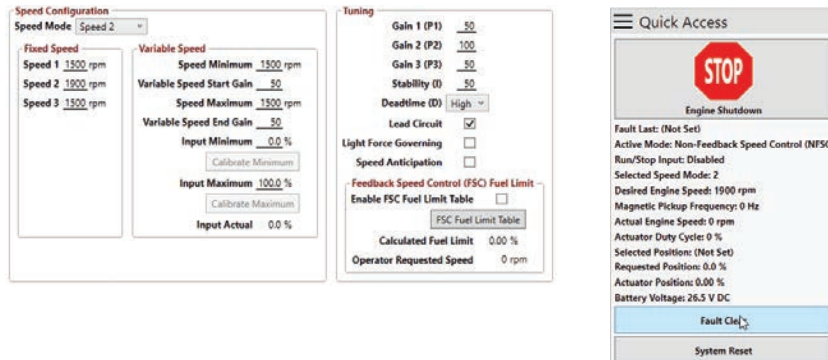 Speed Configuration
Speed Mode Speed 2
Fixed Speed
Speed 1 1500 rpm
Speed 2 1900 rpm
Speed 3 1500 rpm
Variable Speed
Speed Minimum 1500 rpm
Variable Speed Start Gain 50
Speed Maximum 1500 rpm
Variable Speed End Gain 50
Input Minimum 0.0 %
Calibrate Minimum
Input Maximum 100.0 %
Calibrate Maximum
Input Actual 0.0 %
Tuning
Gain 1 (P1) 50
Gain 2 (P2) 100
Gain 3 (P3) 50
Stability (I) 50
Deadtime (D) High
Lead Circuit
Light Force Governing
Speed Anticipation
Feedback Speed Control (FSC) Fuel Limit
Enable FSC Fuel Limit Table
FSC Fuel Limit Table
Calculated Fuel Limit 0.00 %
Operator Requested Speed 0 rpm
Quick Access
STOP
Engine Shutdown
Fault Last: (Not Set)
Active Mode: Non-Feedback Speed Control (NFSC
Run/Stop Input: Disabled
Selected Speed Mode: 2
Desired Engine Speed: 1900 rpm
Magnetic Pickup Frequency: 0 Hz
Actual Engine Speed: 0 rpm
Actuator Duty Cycle: 0 %
Selected Position: (Not Set)
Requested Position: 0.0 %
Actuator Position: 0.00 %
Battery Voltage: 26.5 V DC
Fault Clear
System Reset